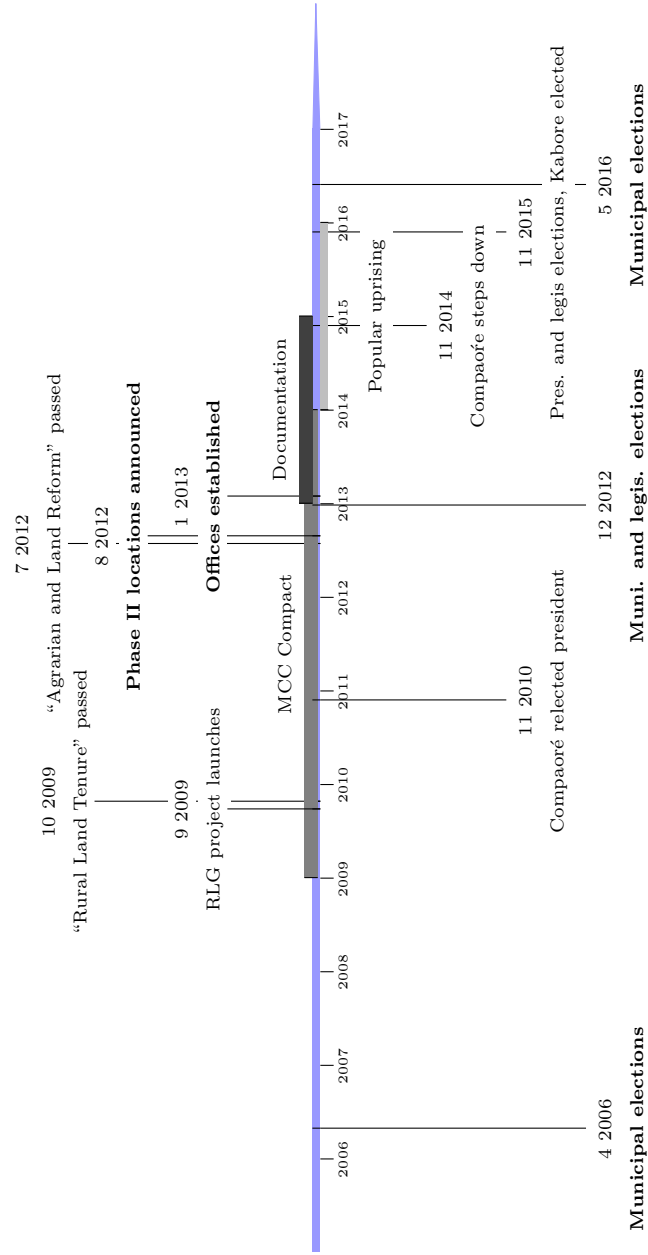 7 2012
“Agrarian and Land Reform” passed
10 2009
“Rural Land Tenure” passed
8 2012
Phase II locations announced
9 2009
RLG project launches
1 2013
Offices established
MCC Compact
Documentation
2006
2007
2008
2009
2010
2011
2012
2013
2014
2015
2016
2017
Popular uprising
11 2014
Compaoŕe steps down
11 2010
Compaoré relected president
11 2015
Pres. and legis elections, Kabore elected
4 2006
Municipal elections
12 2012
Muni. and legis. elections
5 2016
Municipal elections